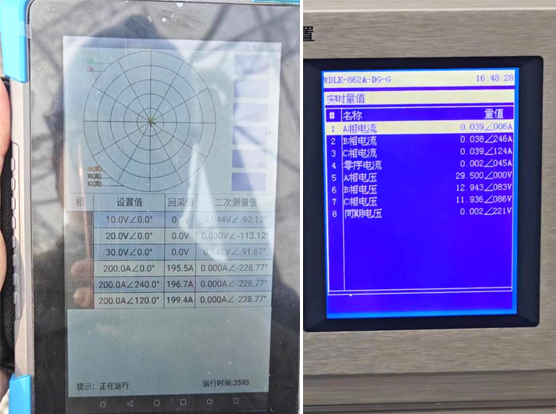 相 设置值 回采值 二次测量值
10.0V∠0.0° 0.0V 0.044V∠-92.12°
20.0V∠0.0° 0.0V 0.030V∠-113.12°
30.0V∠0.0° 0.0V 0.041V∠-91.67°
200.0A∠0.0° 195.5A 0.000A∠-228.77°
200.0A∠240.0° 196.7A 0.000A∠-228.77°
200.0A∠120.0° 199.4A 0.000A∠-228.77°
提示：正在运行 运行时间:359S
置
WDLK-862A-DG-G 16:48:28
实时量值
# 名称 量值
1 A相电流 0.039∠006A
2 B相电流 0.038∠246A
3 C相电流 0.039∠124A
4 零序电流 0.002∠045A
5 A相电压 29.500∠000V
6 B相电压 12.943∠083V
7 C相电压 11.936∠086V
8 同期电压 0.002∠221V